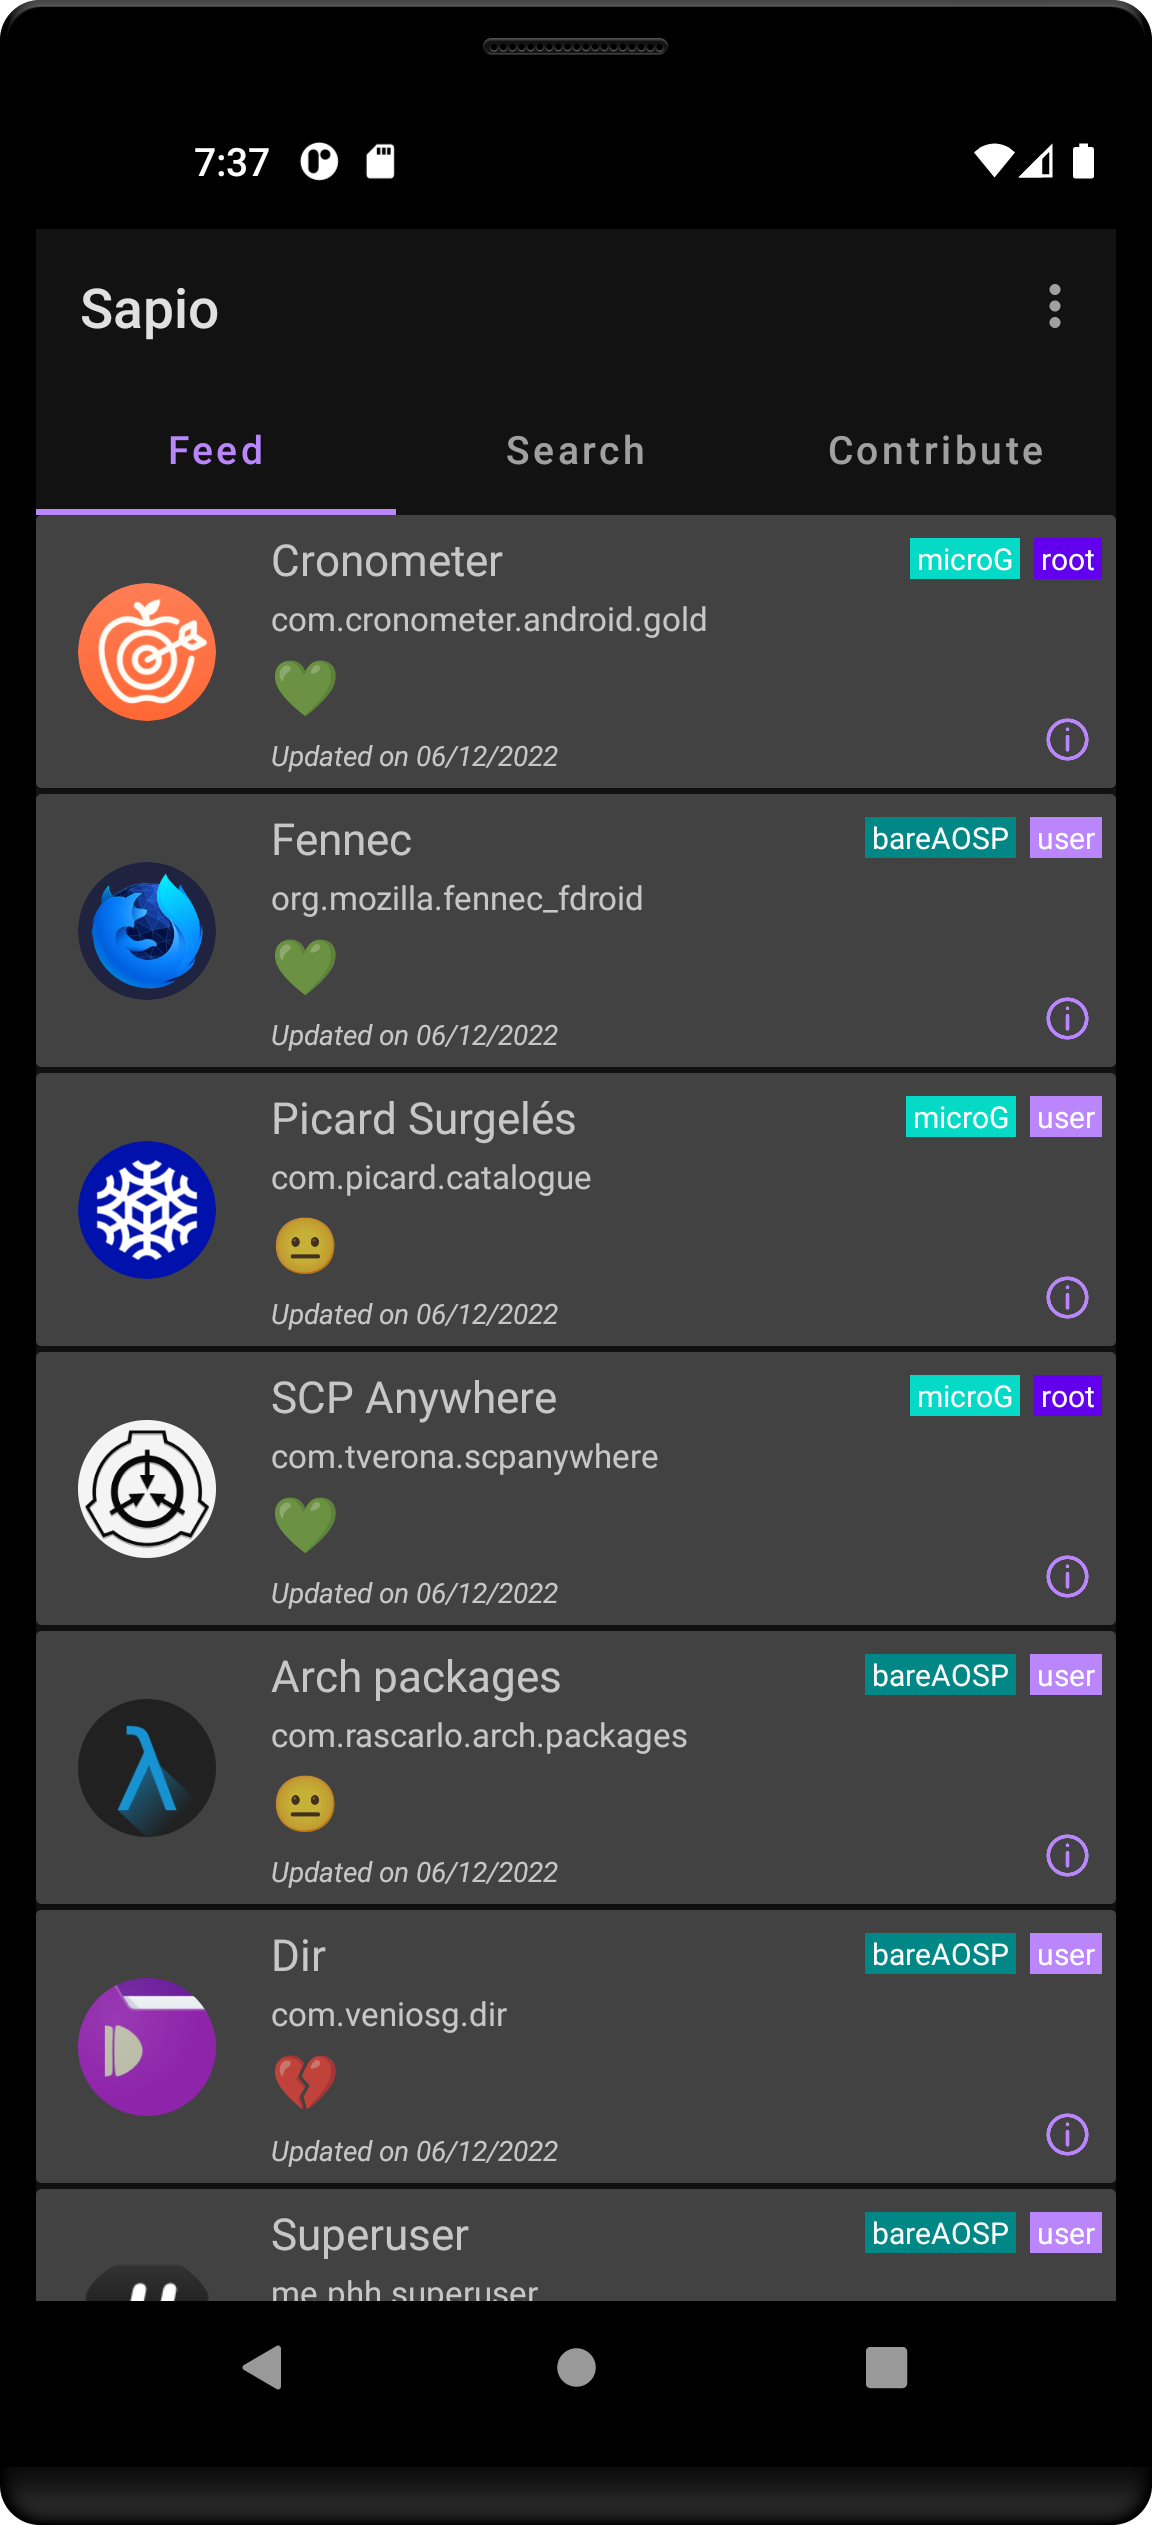 7:37
Sapio
Feed Search Contribute
Cronometer microG root
com.cronometer.android.gold
Updated on 06/12/2022
Fennec bareAOSP user
org.mozilla.fennec_fdroid
Updated on 06/12/2022
Picard Surgelés microG user
com.picard.catalogue
Updated on 06/12/2022
SCP Anywhere microG root
com.tverona.scpanywhere
Updated on 06/12/2022
Arch packages bareAOSP user
com.rascarlo.arch.packages
Updated on 06/12/2022
Dir bareAOSP user
com.veniosg.dir
Updated on 06/12/2022
Superuser bareAOSP user
me.phh.superuser